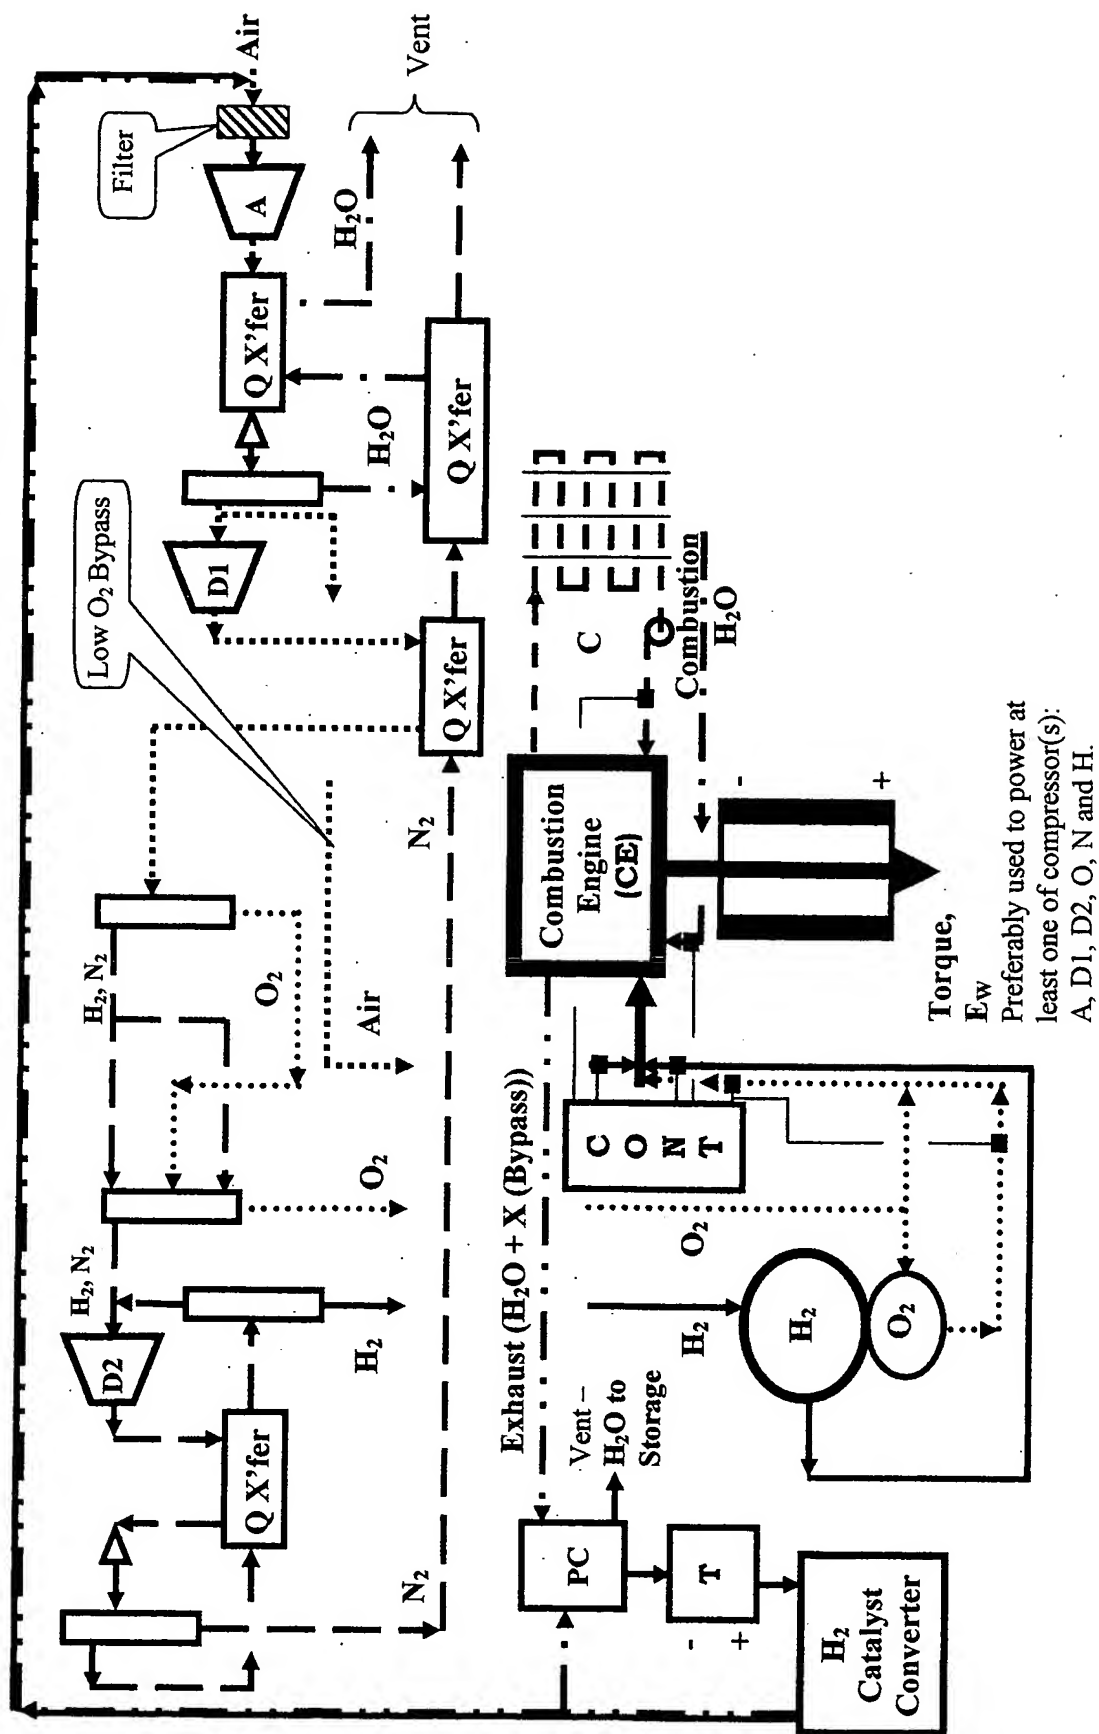 Air
Vent
Filter
A
H₂O
Q X'fer
H₂O
Q X'fer
D1
Low O₂ Bypass
Q X'fer
N₂
H₂, N₂
O₂
Air
O₂
H₂, N₂
D2
H₂
Q X'fer
N₂
C
Combustion
H₂O
Combustion
Engine
(CE)
-
+
Torque,
Ew
Preferably used to power at
least one of compressor(s):
A, D1, D2, O, N and H.
Exhaust (H₂O + X (Bypass))
C
O
N
T
O₂
H₂
H₂
O₂
Vent –
H₂O to
Storage
PC
T
-
+
H₂
Catalyst
Converter